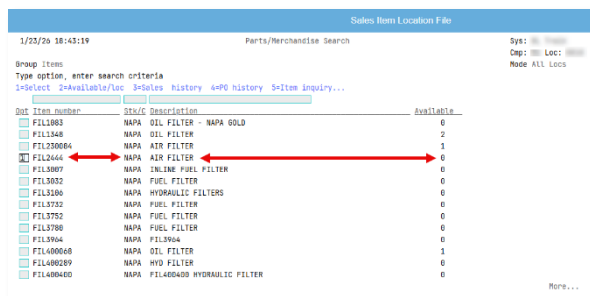 Sales Item Location File
1/23/26 18:43:19 Parts/Merchandise Search Sys:
Cmp: Loc:
Group Items Mode All Locs
Type option, enter search criteria
1=Select 2=Available/loc 3=Sales history 4=PO history 5=Item inquiry...
Opt Item number Stk/C Description Available
FIL1083 NAPA OIL FILTER - NAPA GOLD 0
FIL1348 NAPA OIL FILTER 2
FIL230084 NAPA AIR FILTER 1
1 FIL2444 NAPA AIR FILTER 0
FIL3007 NAPA INLINE FUEL FILTER 0
FIL3032 NAPA FUEL FILTER 0
FIL3106 NAPA HYDRAULIC FILTERS 0
FIL3732 NAPA FUEL FILTER 0
FIL3752 NAPA FUEL FILTER 0
FIL3780 NAPA FUEL FILTER 0
FIL3964 NAPA FIL3964 0
FIL400068 NAPA OIL FILTER 1
FIL400289 NAPA HYD FILTER 0
FIL400400 NAPA FIL400400 HYDRAULIC FILTER 0
More...